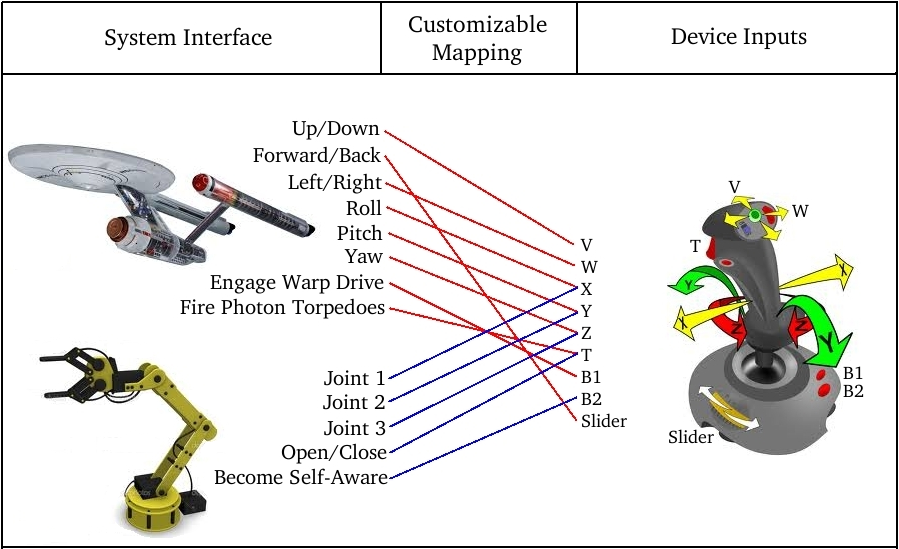 System Interface
Customizable
Mapping
Device Inputs
Up/Down
Forward/Back
Left/Right
Roll
Pitch
Yaw
Engage Warp Drive
Fire Photon Torpedoes
Joint 1
Joint 2
Joint 3
Open/Close
Become Self-Aware
V
W
X
Y
Z
T
B1
B2
Slider
V
W
T
X
Y
X
Z
Z
Y
B1
B2
Slider